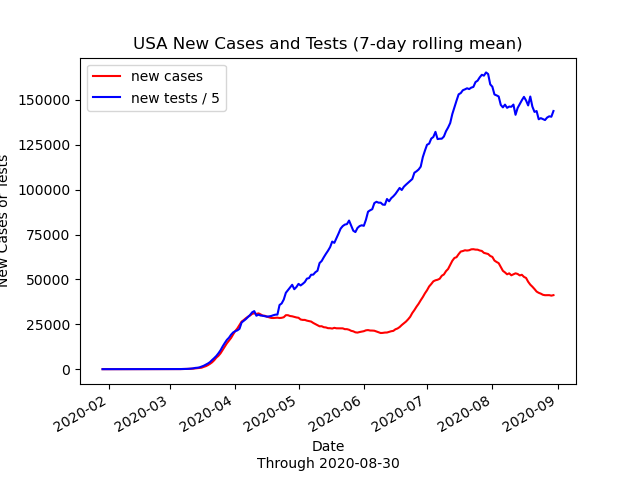 USA New Cases and Tests (7-day rolling mean)
new cases
new tests / 5
New Cases or Tests
150000
125000
100000
75000
50000
25000
0
2020-02
2020-03
2020-04
2020-05
2020-06
2020-07
2020-08
2020-09
Date
Through 2020-08-30